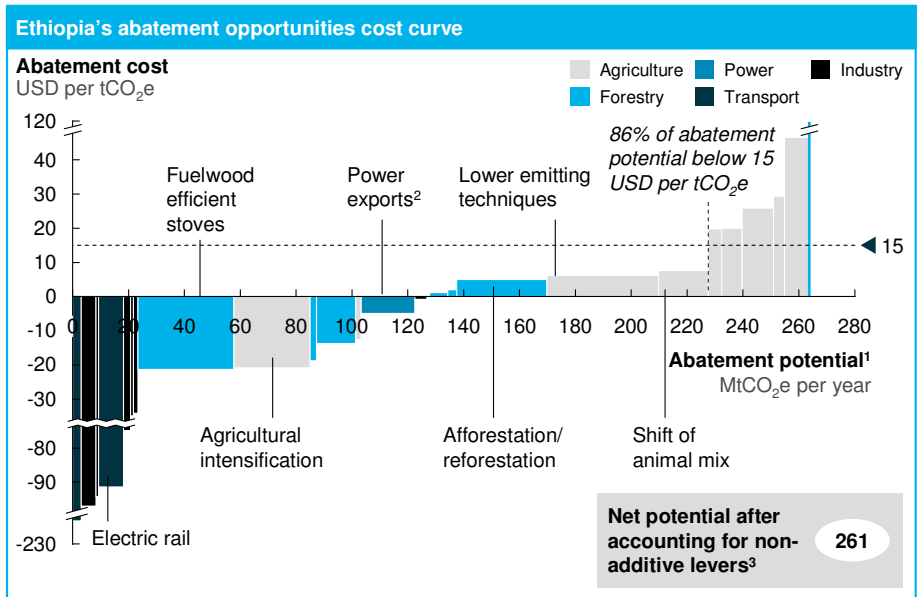 Ethiopia's abatement opportunities cost curve
Abatement cost
USD per tCO₂e
Agriculture
Power
Industry
Forestry
Transport
120
40
30
20
10
0
-10
-20
-30
-80
-90
-230
Fuelwood
efficient
stoves
Power
exports²
Lower emitting
techniques
86% of abatement
potential below 15
USD per tCO₂e
15
0 20 40 60 80 100 120 140 160 180 200 220 240 260 280
Abatement potential¹
MtCO₂e per year
Electric rail
Agricultural
intensification
Afforestation/
reforestation
Shift of
animal mix
Net potential after
accounting for non-
additive levers³
261